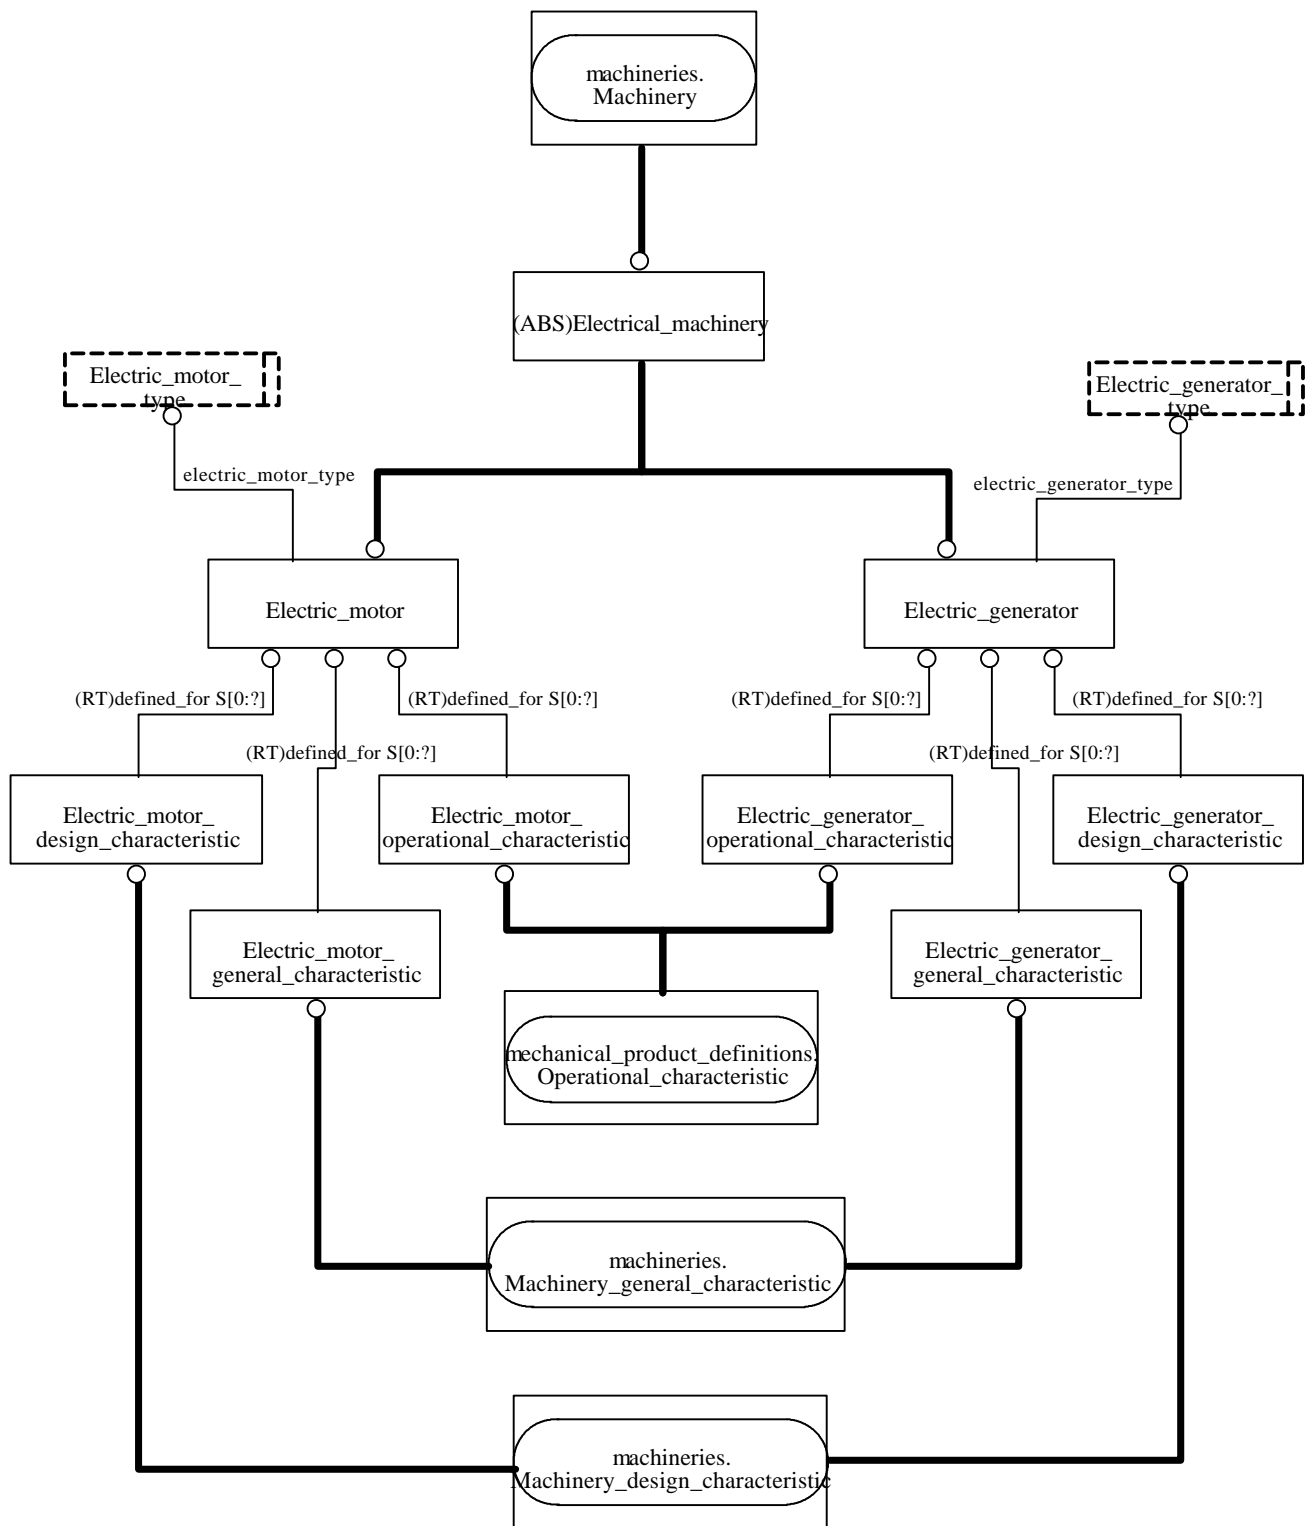 machineries.
Machinery
(ABS)Electrical_machinery
Electric_motor_
type
Electric_generator_
type
electric_motor_type
electric_generator_type
Electric_motor
Electric_generator
(RT)defined_for S[0:?]
(RT)defined_for S[0:?]
(RT)defined_for S[0:?]
(RT)defined_for S[0:?]
(RT)defined_for S[0:?]
(RT)defined_for S[0:?]
Electric_motor_
design_characteristic
Electric_motor_
operational_characteristic
Electric_generator_
operational_characteristic
Electric_generator_
design_characteristic
Electric_motor_
general_characteristic
Electric_generator_
general_characteristic
mechanical_product_definitions.
Operational_characteristic
machineries.
Machinery_general_characteristic
machineries.
Machinery_design_characteristic